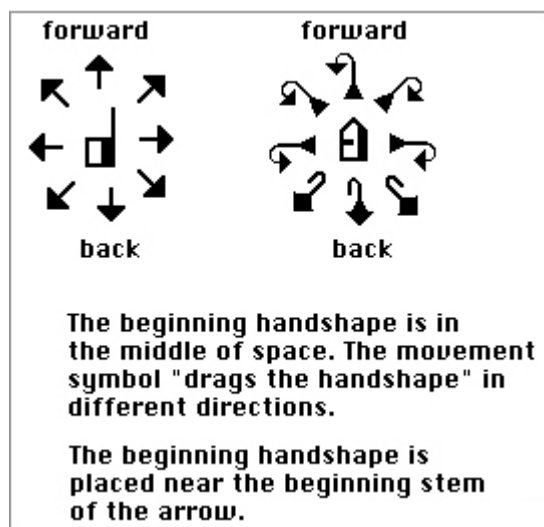 forward
forward
back
back
The beginning handshape is in
the middle of space. The movement
symbol "drags the handshape" in
different directions.
The beginning handshape is
placed near the beginning stem
of the arrow.